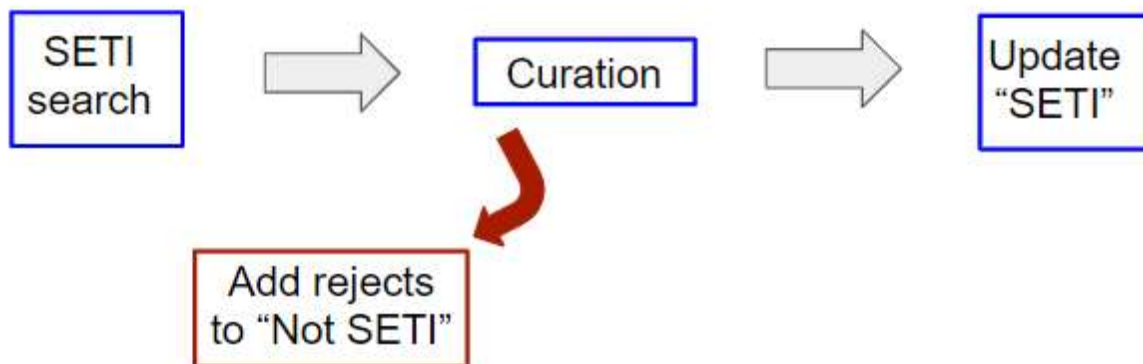 SETI
search
Curation
Update
“SETI”
Add rejects
to “Not SETI”